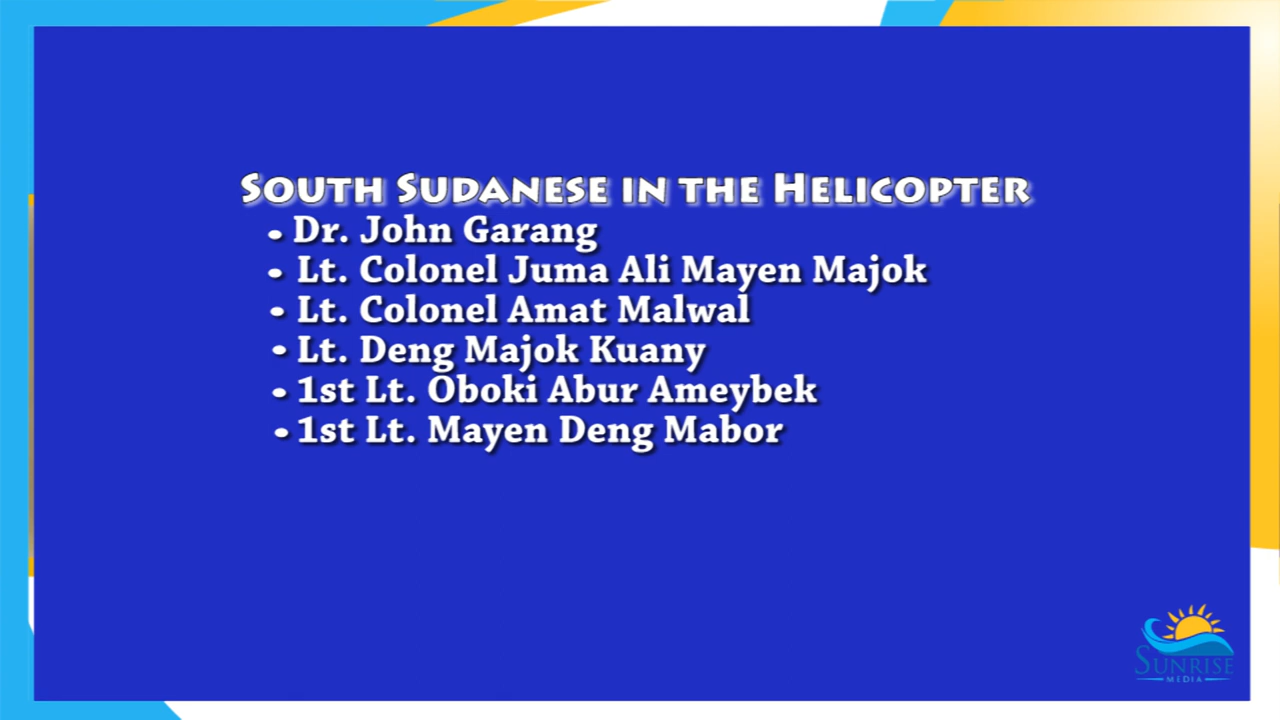 South Sudanese in the Helicopter
• Dr. John Garang
• Lt. Colonel Juma Ali Mayen Majok
• Lt. Colonel Amat Malwal
• Lt. Deng Majok Kuany
• 1st Lt. Oboki Abur Ameybek
• 1st Lt. Mayen Deng Mabor
Sunrise
MEDIA